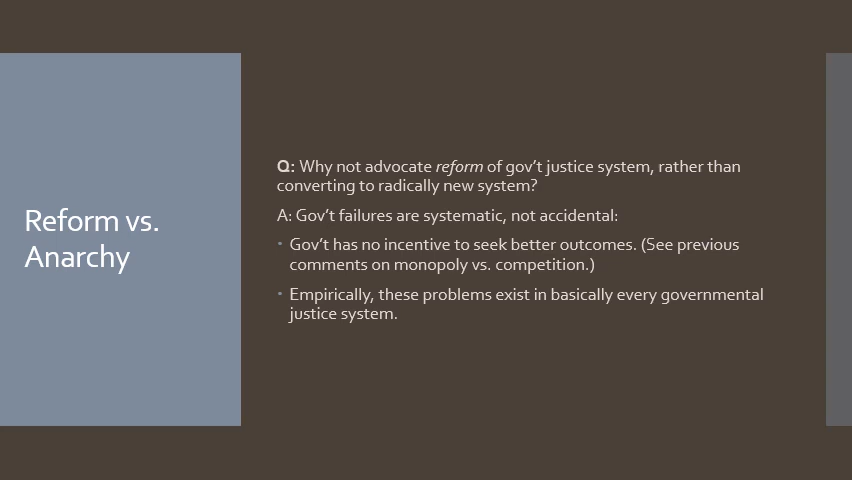 Reform vs.
Anarchy
Q: Why not advocate reform of gov’t justice system, rather than
converting to radically new system?
A: Gov’t failures are systematic, not accidental:
• Gov’t has no incentive to seek better outcomes. (See previous
comments on monopoly vs. competition.)
• Empirically, these problems exist in basically every governmental
justice system.